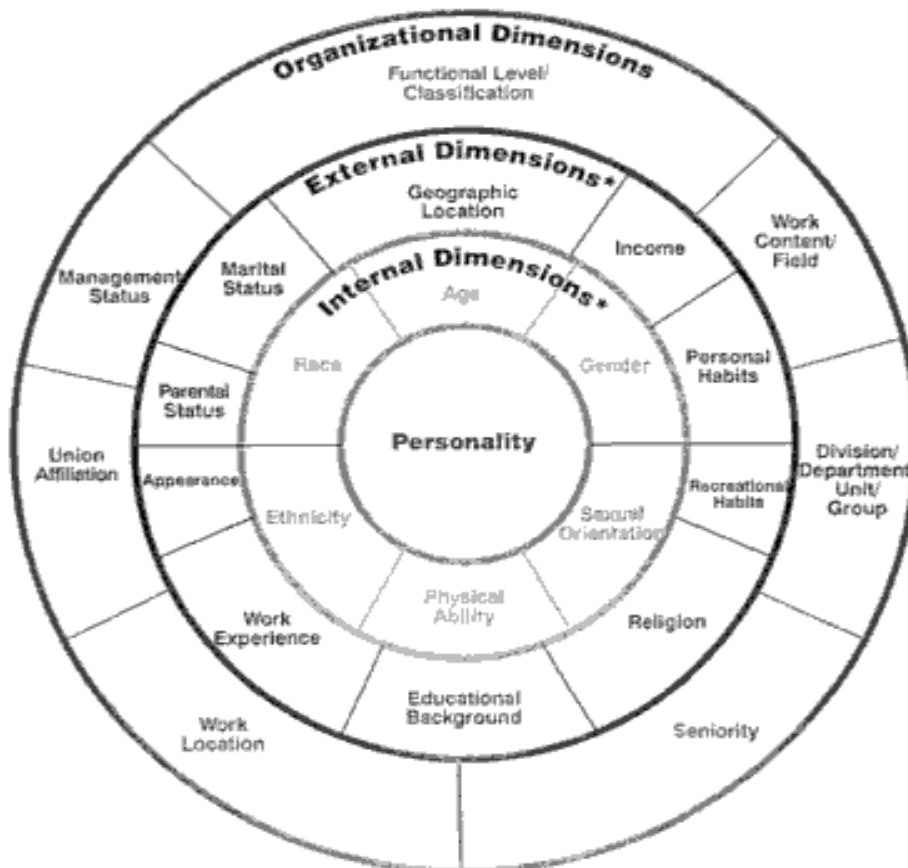 Organizational Dimensions
Functional Level/
Classification
External Dimensions*
Geographic
Location
Income
Work
Content/
Field
Management
Status
Marital
Status
Internal Dimensions*
Age
Race
Gender
Personal
Habits
Parental
Status
Personality
Union
Affiliation
Appearance
Recreational
Habits
Division/
Department
Unit/
Group
Ethnicity
Sexual
Orientation
Physical
Ability
Work
Experience
Religion
Educational
Background
Work
Location
Seniority